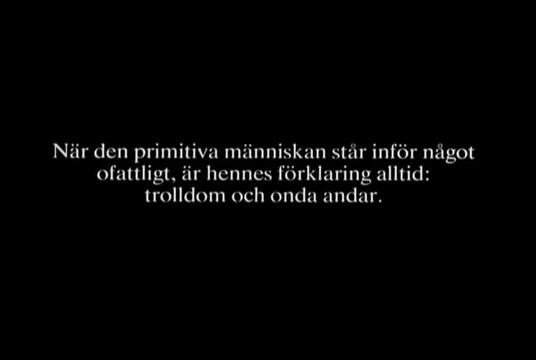 När den primitiva människan står inför något
ofattligt, är hennes förklaring alltid:
trolldom och onda andar.